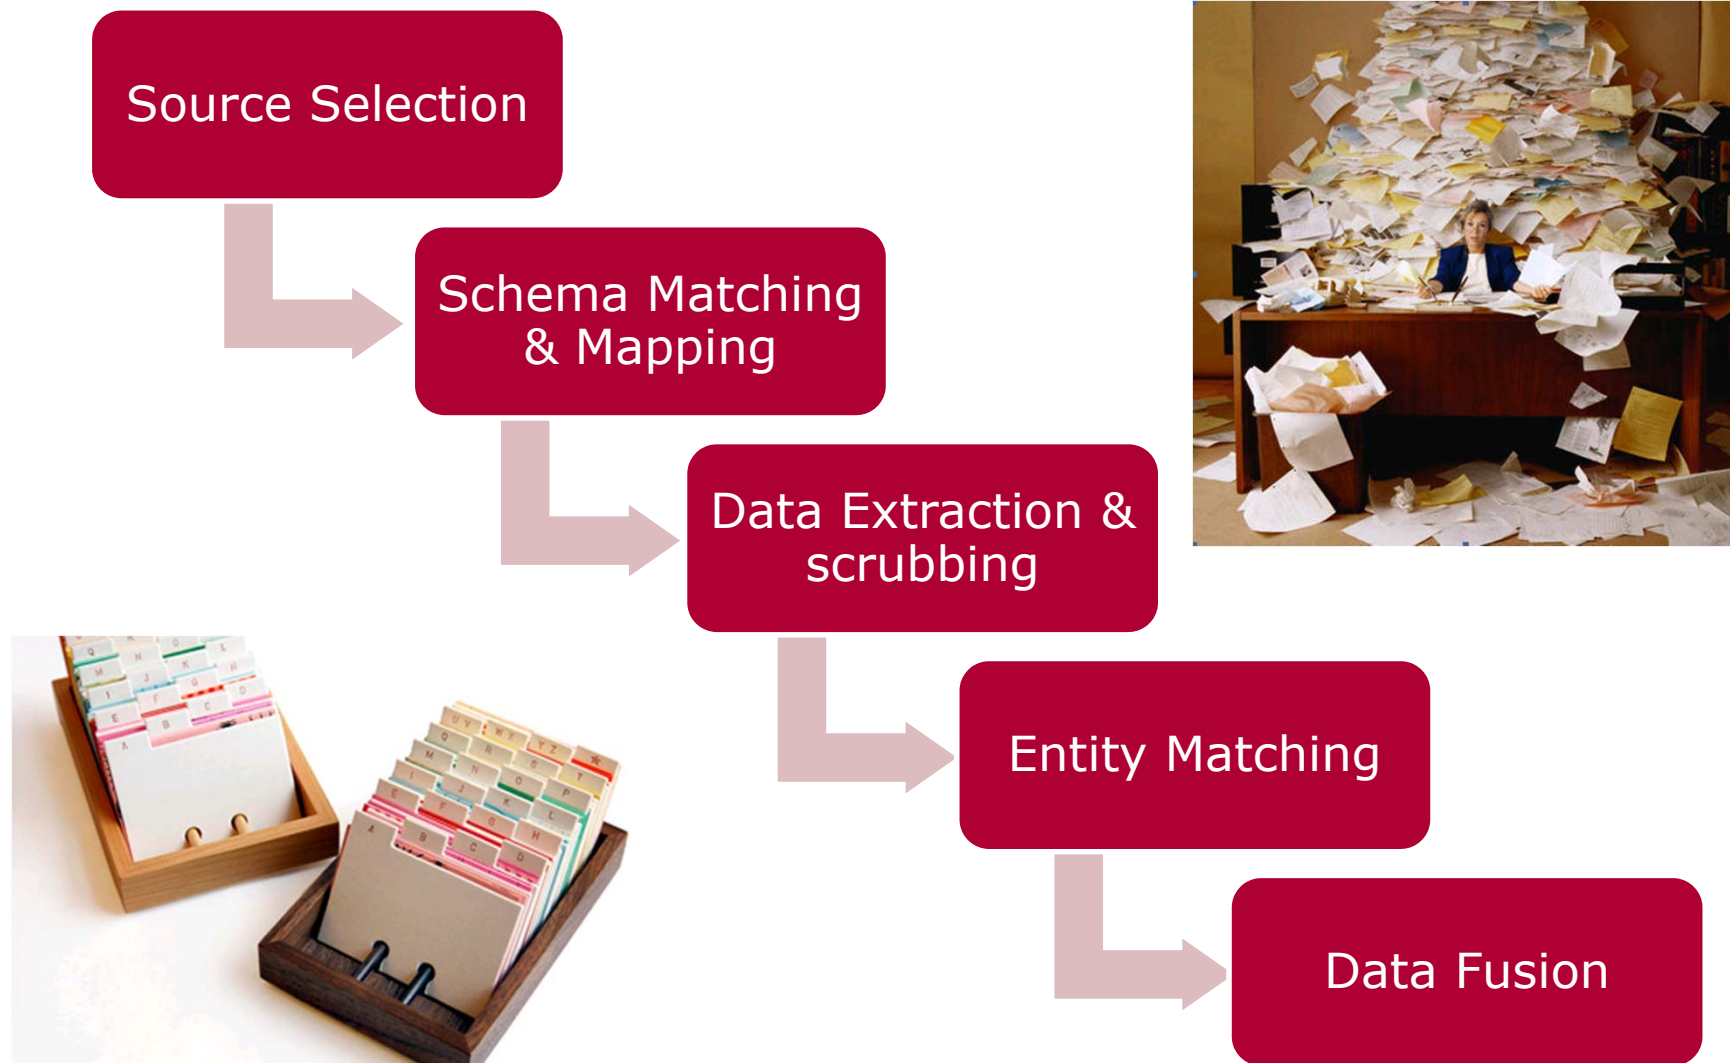 Source Selection
Schema Matching
& Mapping
Data Extraction &
scrubbing
Entity Matching
Data Fusion
Q
M
N
K
I
J
F
G
H
E
B
C
D
A
U V
W X
Y Z
*
Q
R
S
T
M
N
O
P
I
J
K
L
E
F
G
H
A
B
C
D